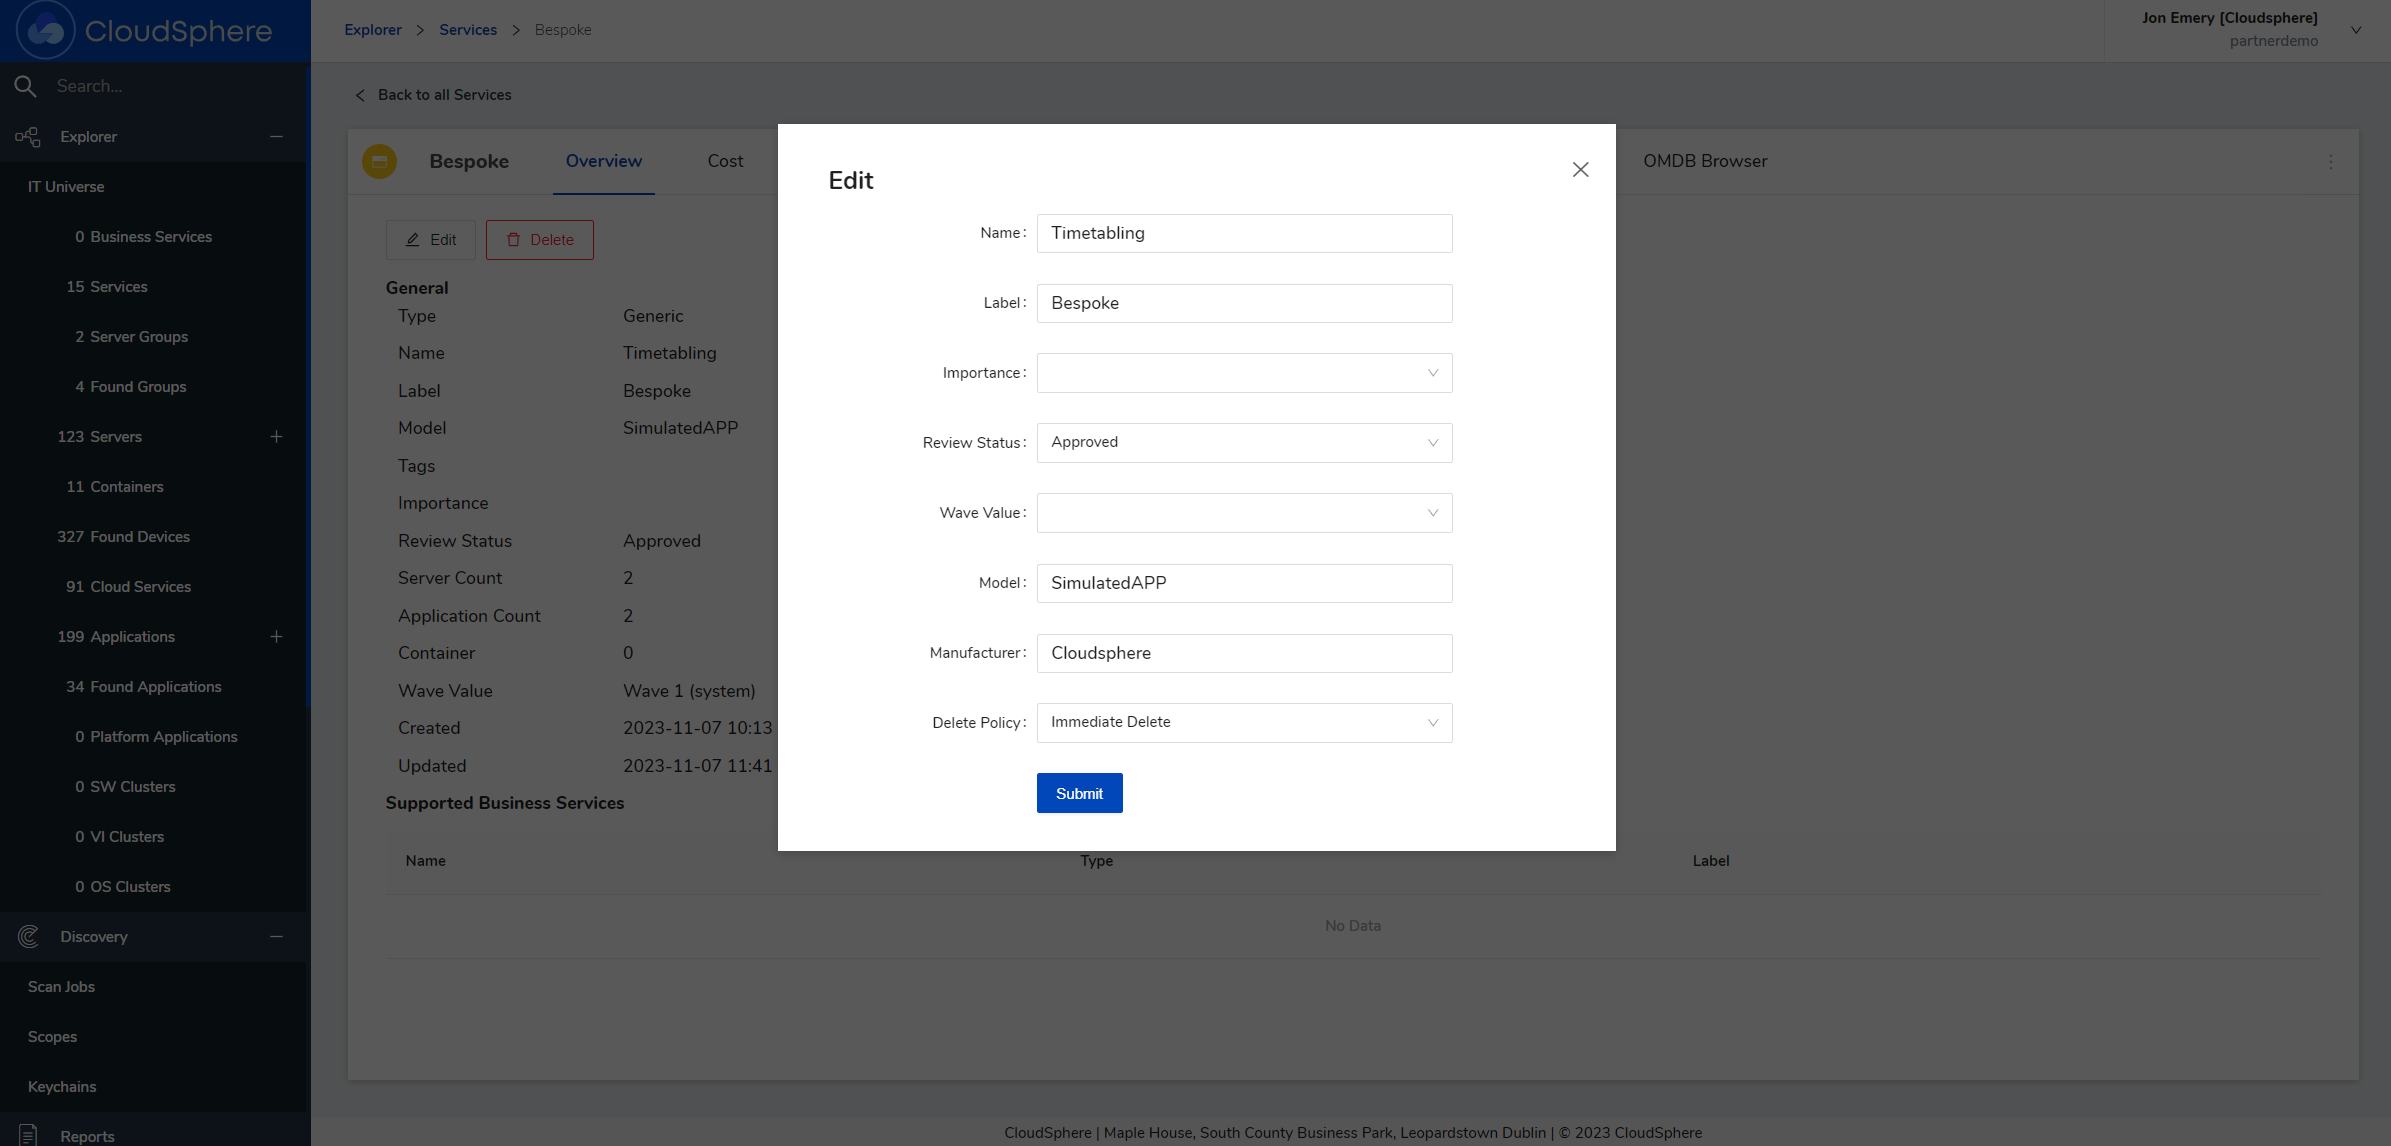 CloudSphere
Explorer > Services > Bespoke
Jon Emery [Cloudsphere]
partnerdemo
Search...
Back to all Services
Explorer
IT Universe
0 Business Services
15 Services
2 Server Groups
4 Found Groups
123 Servers
11 Containers
327 Found Devices
91 Cloud Services
199 Applications
34 Found Applications
0 Platform Applications
0 SW Clusters
0 VI Clusters
0 OS Clusters
Discovery
Scan Jobs
Scopes
Keychains
Reports
Bespoke
Overview
Cost
OMDB Browser
Edit
Delete
General
Type Generic
Name Timetabling
Label Bespoke
Model SimulatedAPP
Tags
Importance
Review Status Approved
Server Count 2
Application Count 2
Container 0
Wave Value Wave 1 (system)
Created 2023-11-07 10:13
Updated 2023-11-07 11:41
Supported Business Services
Name Type Label
No Data
Edit
Name: Timetabling
Label: Bespoke
Importance:
Review Status: Approved
Wave Value:
Model: SimulatedAPP
Manufacturer: Cloudsphere
Delete Policy: Immediate Delete
Submit
CloudSphere | Maple House, South County Business Park, Leopardstown Dublin | © 2023 CloudSphere